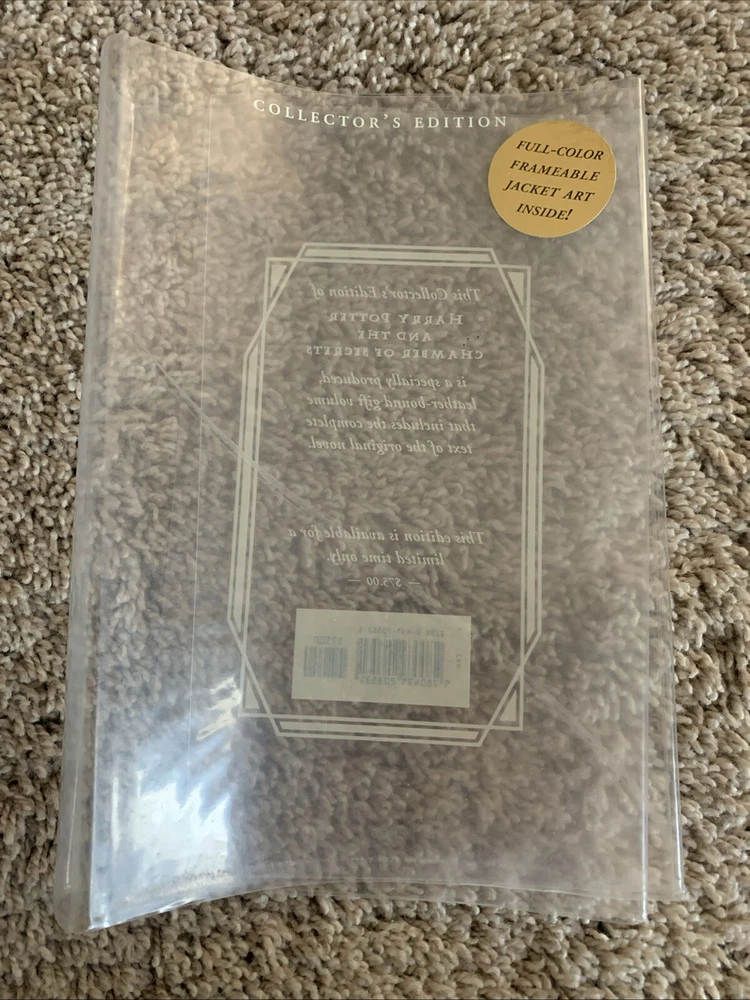 COLLECTOR'S EDITION
FULL-COLOR
FRAMEABLE
JACKET ART
INSIDE!
This Collector's Edition of
HARRY POTTER
AND THE
CHAMBER OF SECRETS
is a specially produced,
leather-bound gift volume
that includes the complete
text of the original novel.
This edition is available for a
limited time only.
— $75.00 —